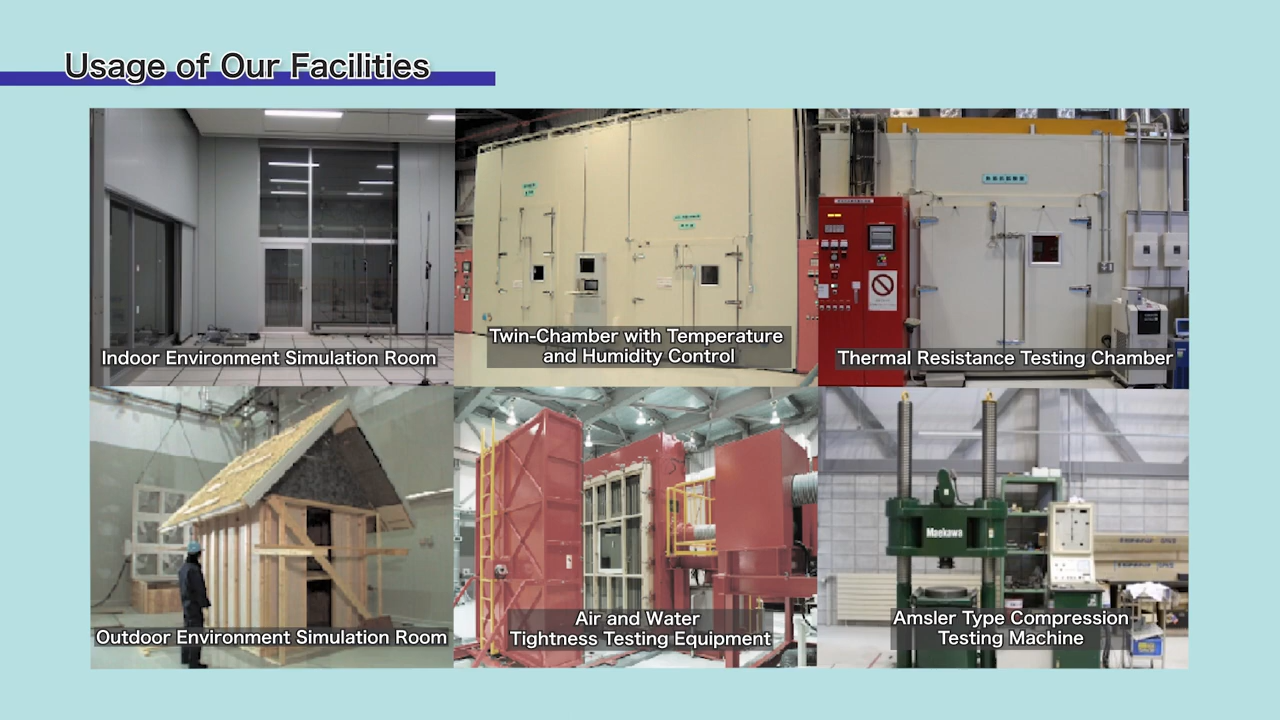 Usage of Our Facilities
Indoor Environment Simulation Room
Twin-Chamber with Temperature
and Humidity Control
Thermal Resistance Testing Chamber
Outdoor Environment Simulation Room
Air and Water
Tightness Testing Equipment
Maekawa
Amsler Type Compression
Testing Machine